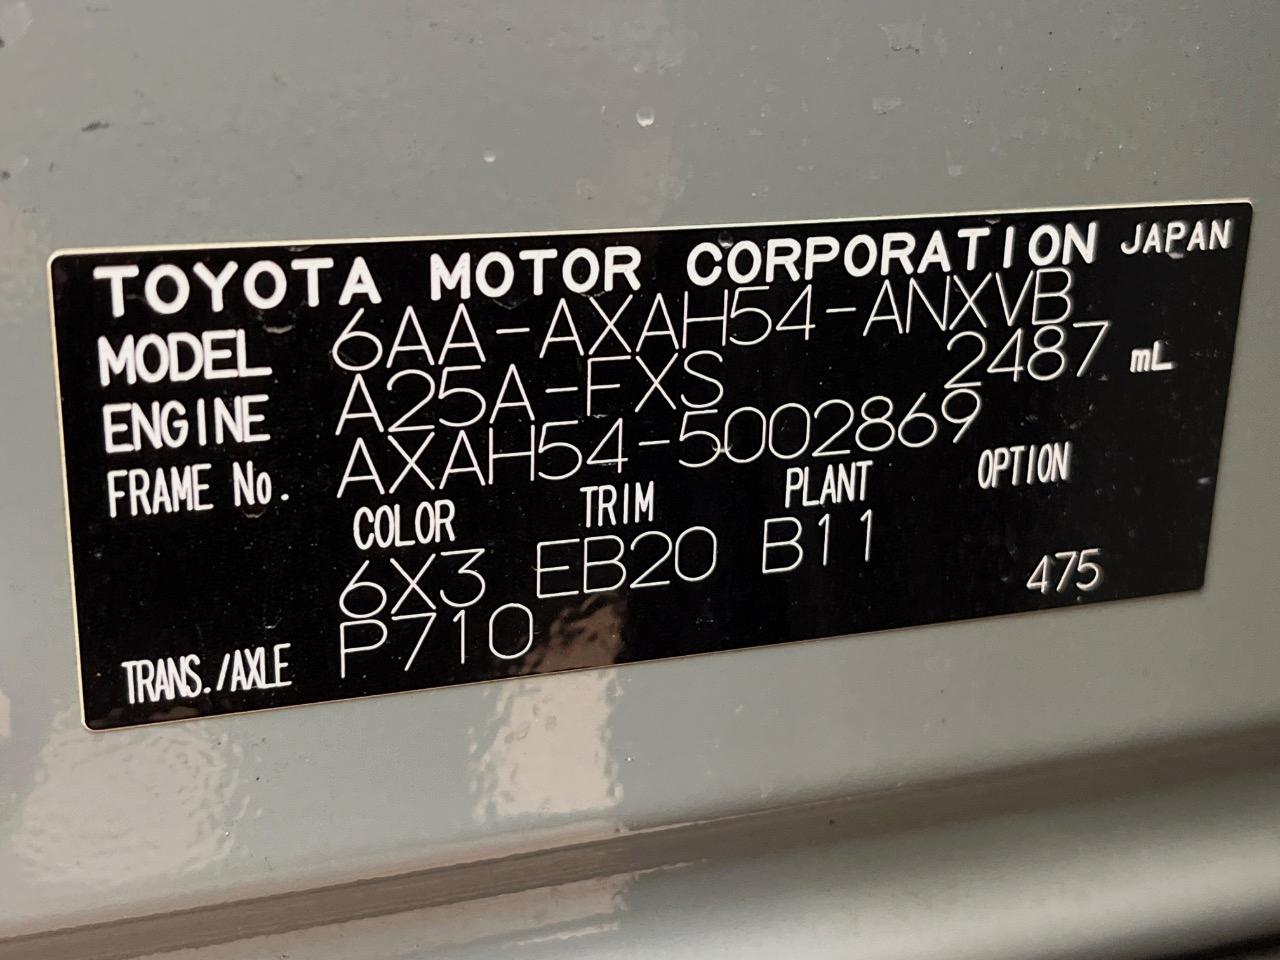 TOYOTA MOTOR CORPORATION JAPAN
MODEL 6AA-AXAH54-ANXVB
ENGINE A25A-FXS 2487 mL
FRAME No. AXAH54-5002869
COLOR TRIM PLANT OPTION
6X3 EB20 B11 475
TRANS./AXLE P710